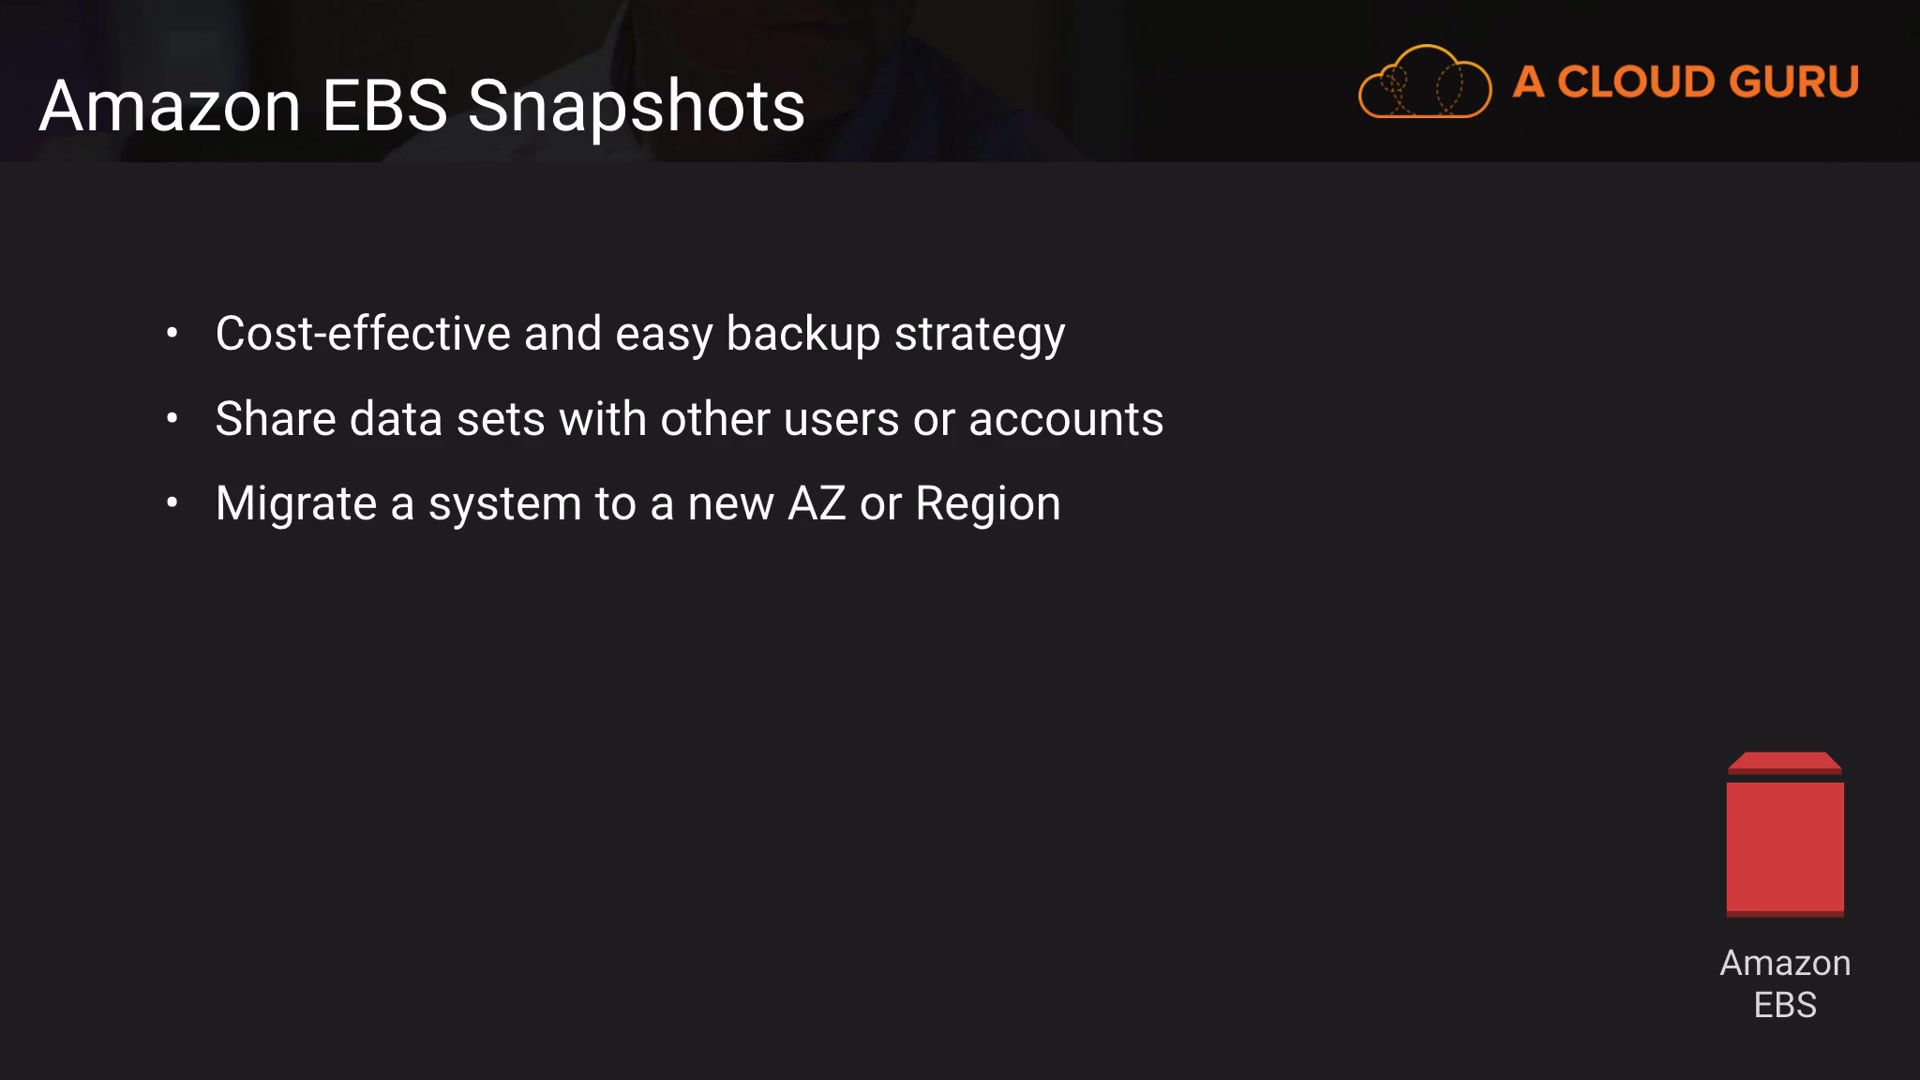 Amazon EBS Snapshots
A CLOUD GURU
• Cost-effective and easy backup strategy
• Share data sets with other users or accounts
• Migrate a system to a new AZ or Region
Amazon
EBS